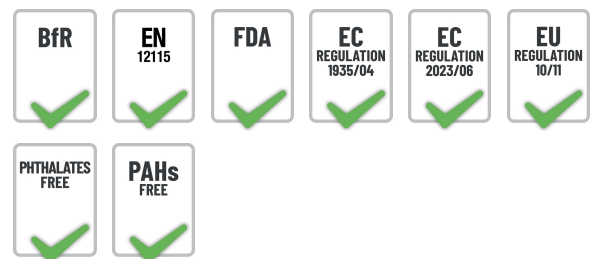 BfR
EN
12115
FDA
EC
REGULATION
1935/04
EC
REGULATION
2023/06
EU
REGULATION
10/11
PHTHALATES
FREE
PAHs
FREE